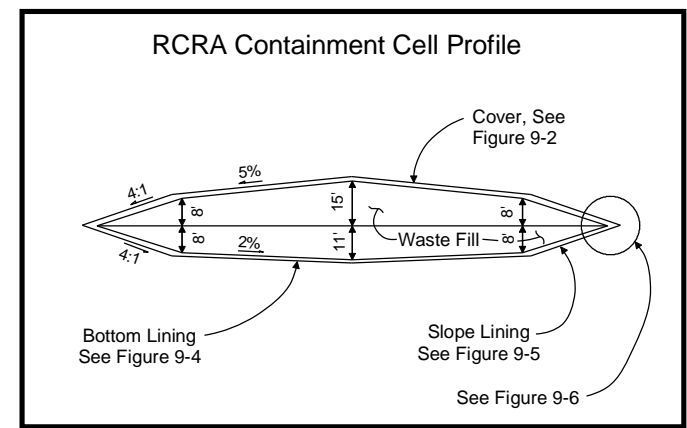 RCRA Containment Cell Profile
Cover, See
Figure 9-2
5%
4:1
8'
15'
8'
8'
11'
8'
Waste Fill
4:1
2%
Bottom Lining
See Figure 9-4
Slope Lining
See Figure 9-5
See Figure 9-6